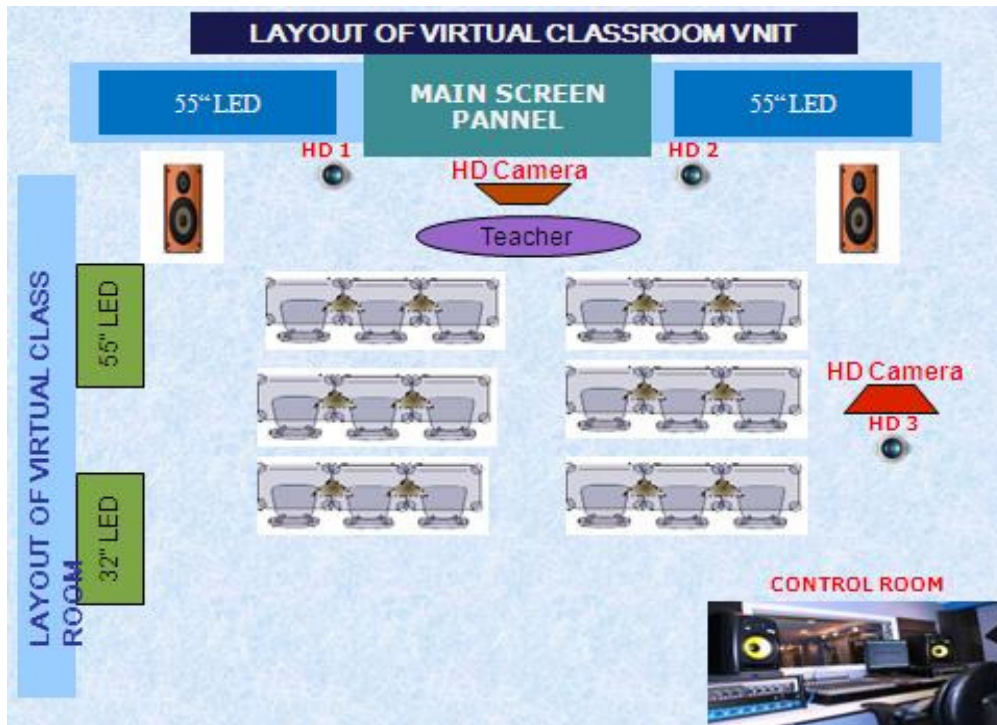 LAYOUT OF VIRTUAL CLASSROOM VNIT
55“ LED
MAIN SCREEN
PANNEL
55“ LED
HD 1
HD Camera
HD 2
Teacher
LAYOUT OF VIRTUAL CLASS
ROOM
55" LED
32" LED
HD Camera
HD 3
CONTROL ROOM